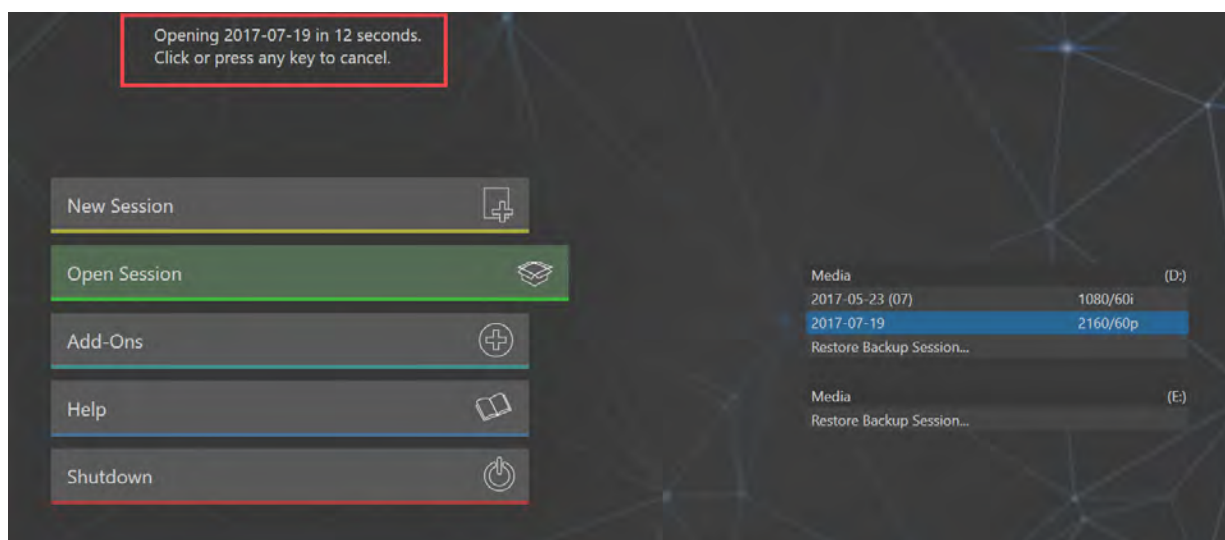 Opening 2017-07-19 in 12 seconds.
Click or press any key to cancel.
New Session
Open Session
Add-Ons
Help
Shutdown
Media (D:)
2017-05-23 (07) 1080/60i
2017-07-19 2160/60p
Restore Backup Session...
Media (E:)
Restore Backup Session...